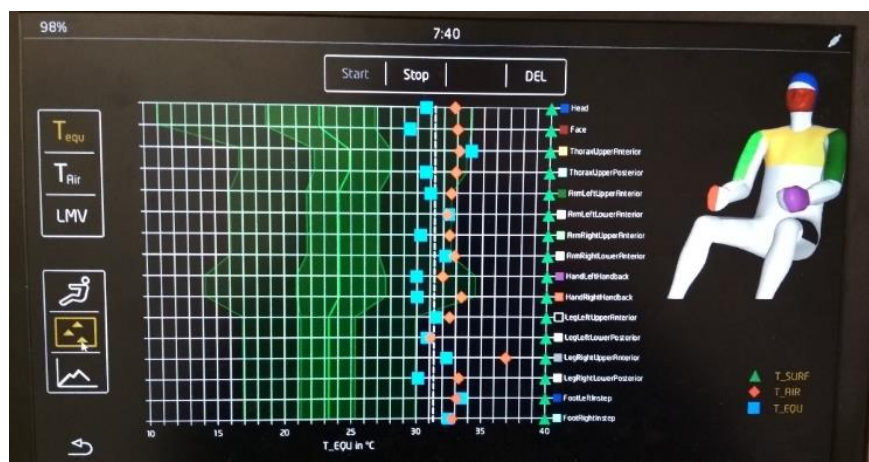 98%
7:40
Start Stop DEL
Tequ
TAir
LMV
Head
Face
ThoraxUpperAnterior
ThoraxUpperPosterior
ArmLeftUpperAnterior
ArmLeftLowerAnterior
ArmRightUpperAnterior
ArmRightLowerAnterior
HandLeftHandback
HandRightHandback
LegLeftUpperAnterior
LegLeftLowerPosterior
LegRightUpperAnterior
LegRightLowerPosterior
FootLeftInstep
FootRightInstep
10 15 20 25 30 35 40
T_EQU in °C
T_SURF
T_AIR
T_EQU